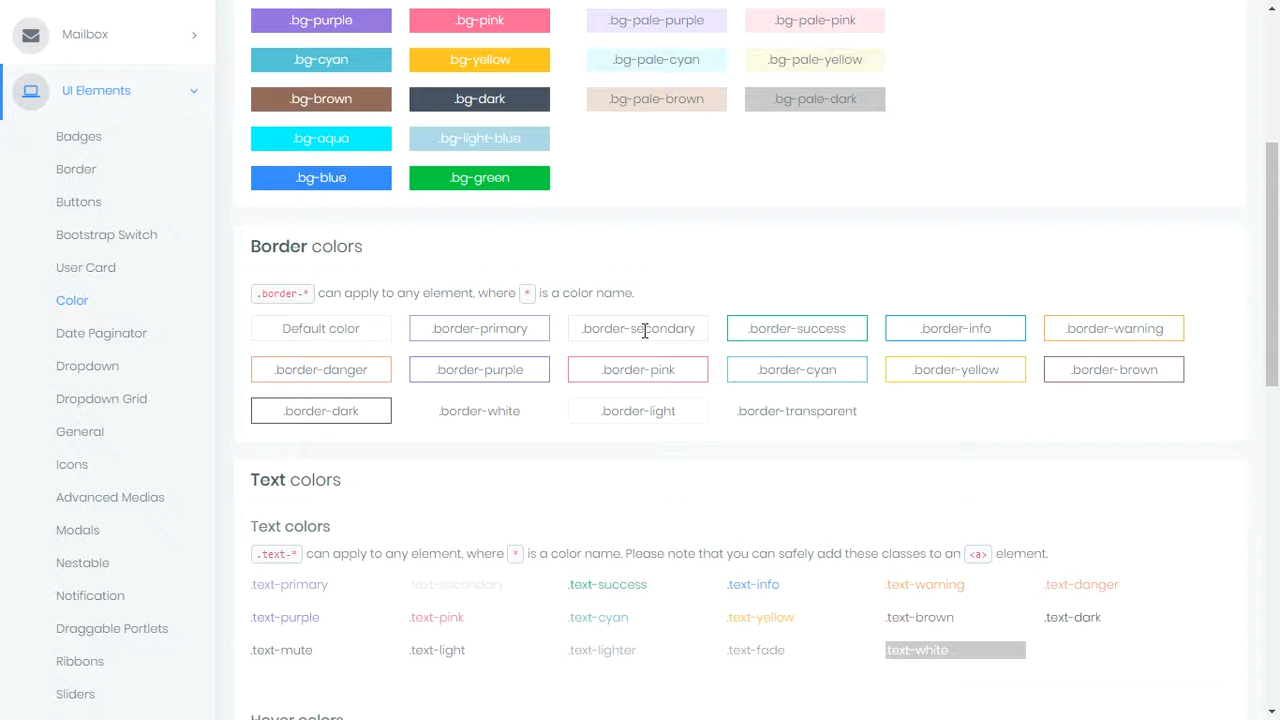 Mailbox
UI Elements
Badges
Border
Buttons
Bootstrap Switch
User Card
Color
Date Paginator
Dropdown
Dropdown Grid
General
Icons
Advanced Medias
Modals
Nestable
Notification
Draggable Portlets
Ribbons
Sliders
.bg-purple .bg-pink .bg-pale-purple .bg-pale-pink
.bg-cyan bg-yellow .bg-pale-cyan .bg-pale-yellow
.bg-brown .bg-dark .bg-pale-brown .bg-pale-dark
.bg-aqua .bg-light-blue
.bg-blue .bg-green
Border colors
.border-* can apply to any element, where * is a color name.
Default color .border-primary .border-secondary .border-success .border-info .border-warning
.border-danger .border-purple .border-pink .border-cyan .border-yellow .border-brown
.border-dark .border-white .border-light .border-transparent
Text colors
Text colors
.text-* can apply to any element, where * is a color name. Please note that you can safely add these classes to an <a> element.
.text-primary .text-secondary .text-success .text-info .text-warning .text-danger
.text-purple .text-pink .text-cyan .text-yellow .text-brown .text-dark
.text-mute .text-light .text-lighter .text-fade .text-white
Hover colors